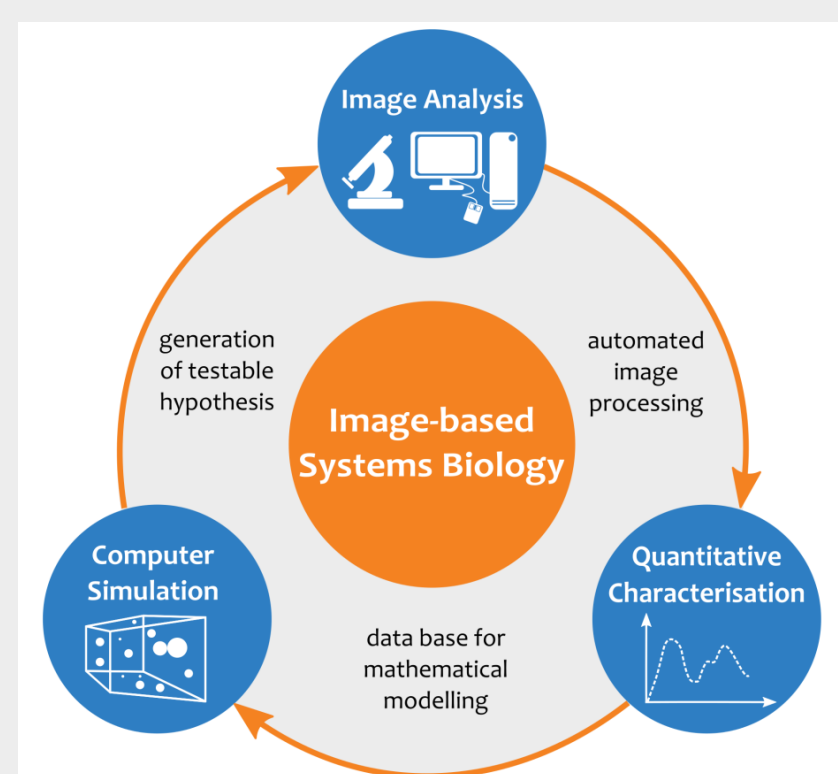 Image Analysis
generation
of testable
hypothesis
automated
image
processing
Image-based
Systems Biology
Computer
Simulation
Quantitative
Characterisation
data base for
mathematical
modelling